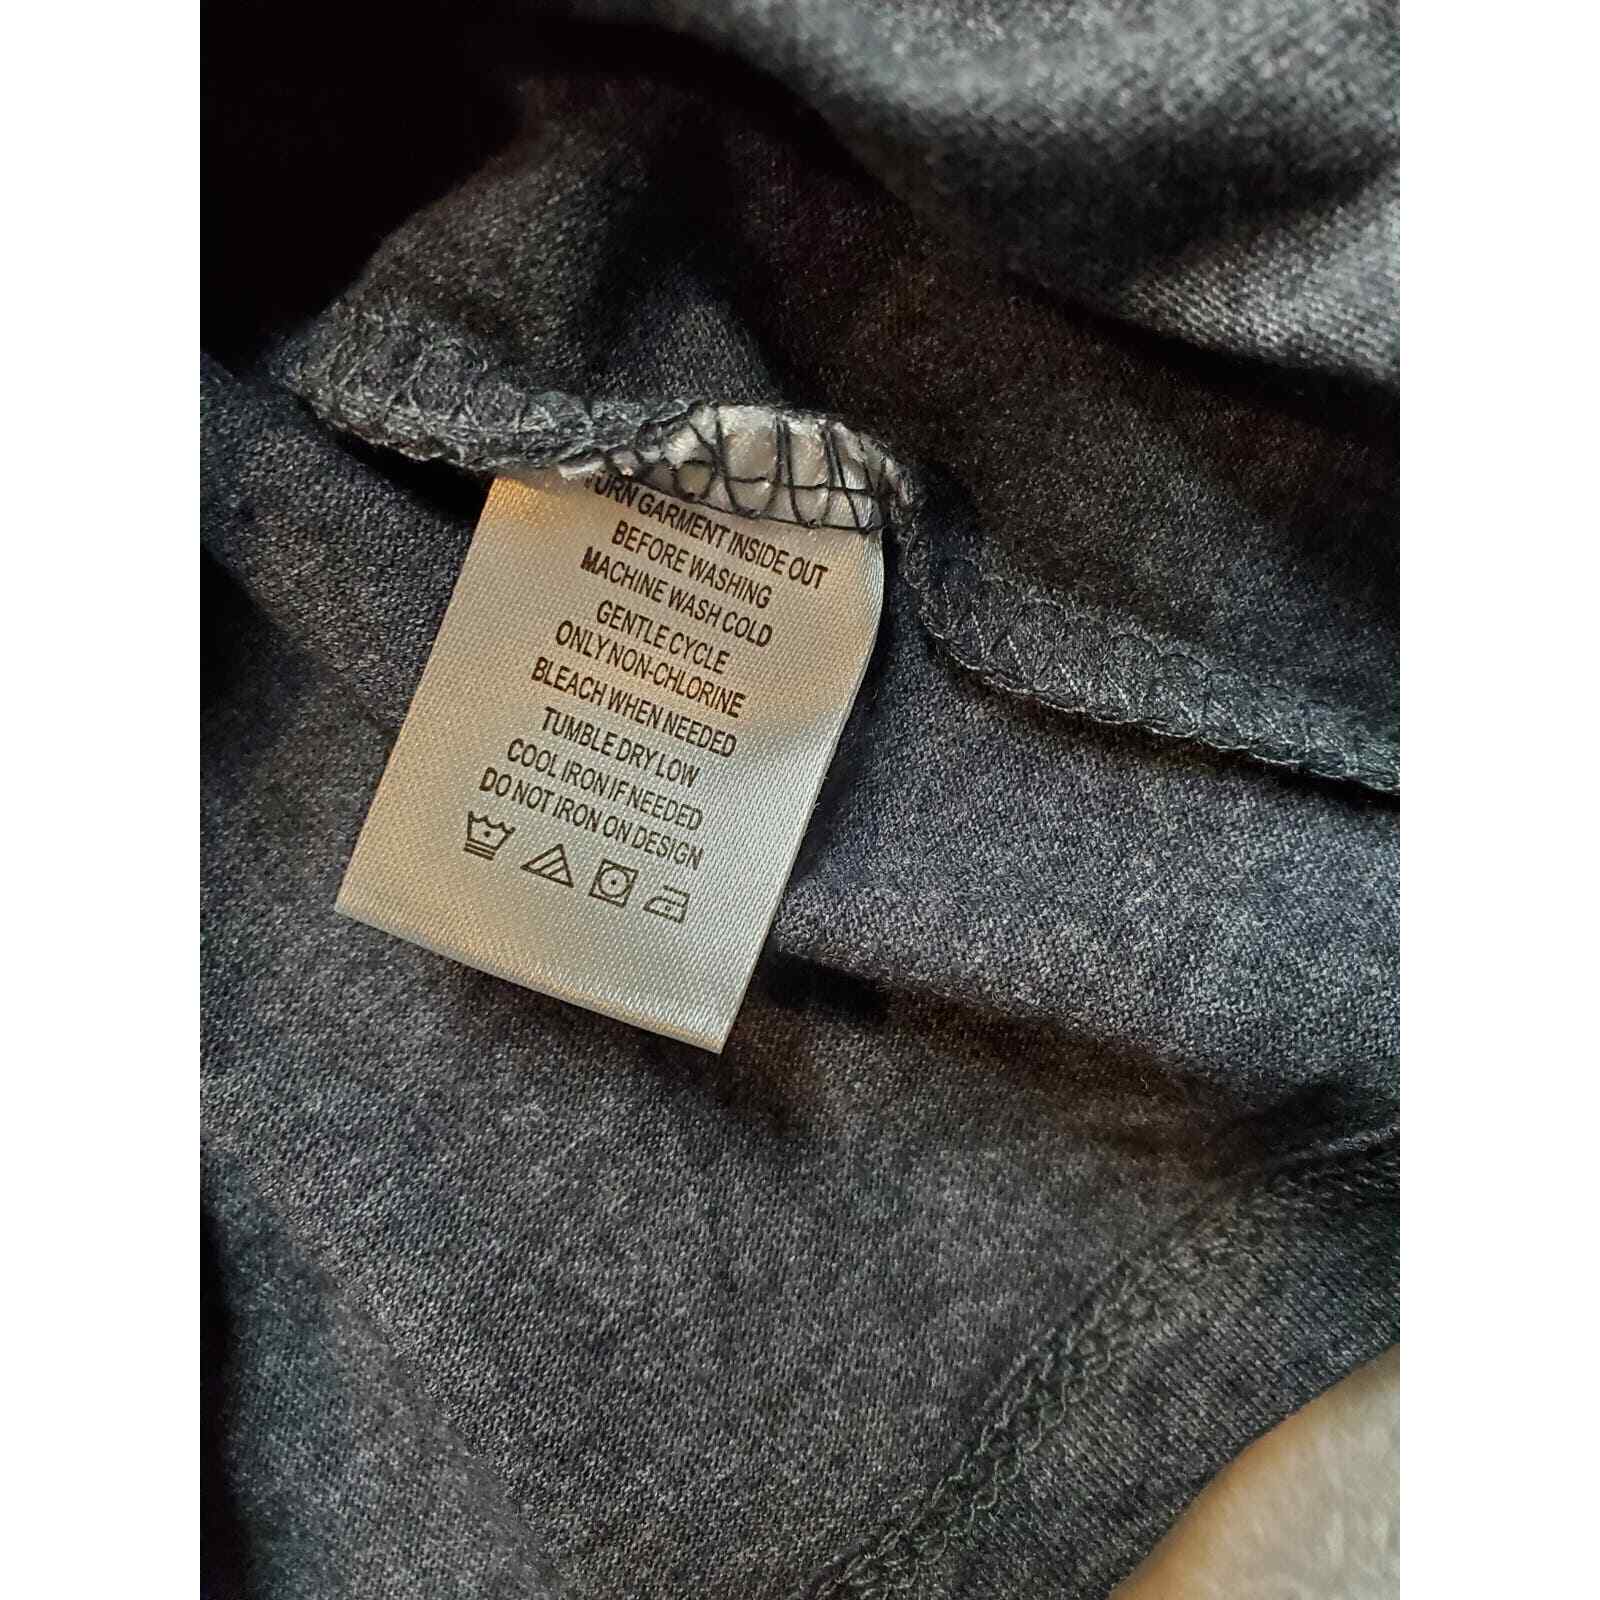 TURN GARMENT INSIDE OUT
BEFORE WASHING
MACHINE WASH COLD
GENTLE CYCLE
ONLY NON-CHLORINE
BLEACH WHEN NEEDED
TUMBLE DRY LOW
COOL IRON IF NEEDED
DO NOT IRON ON DESIGN